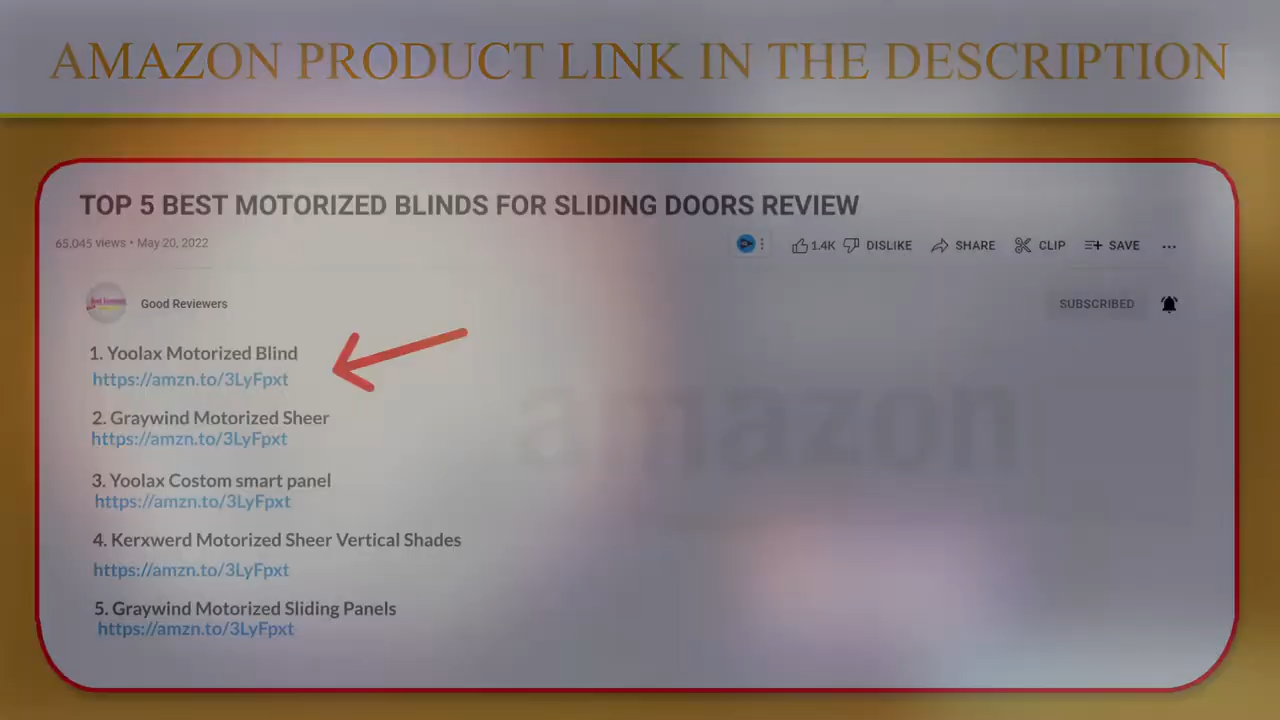 AMAZON PRODUCT LINK IN THE DESCRIPTION
TOP 5 BEST MOTORIZED BLINDS FOR SLIDING DOORS REVIEW
65,045 views • May 20, 2022
1.4K DISLIKE SHARE CLIP SAVE ...
Good Reviewers
SUBSCRIBED
1. Yoolax Motorized Blind
https://amzn.to/3LyFpxt
2. Graywind Motorized Sheer
https://amzn.to/3LyFpxt
amazon
3. Yoolax Costom smart panel
https://amzn.to/3LyFpxt
4. Kerxwerd Motorized Sheer Vertical Shades
https://amzn.to/3LyFpxt
5. Graywind Motorized Sliding Panels
https://amzn.to/3LyFpxt